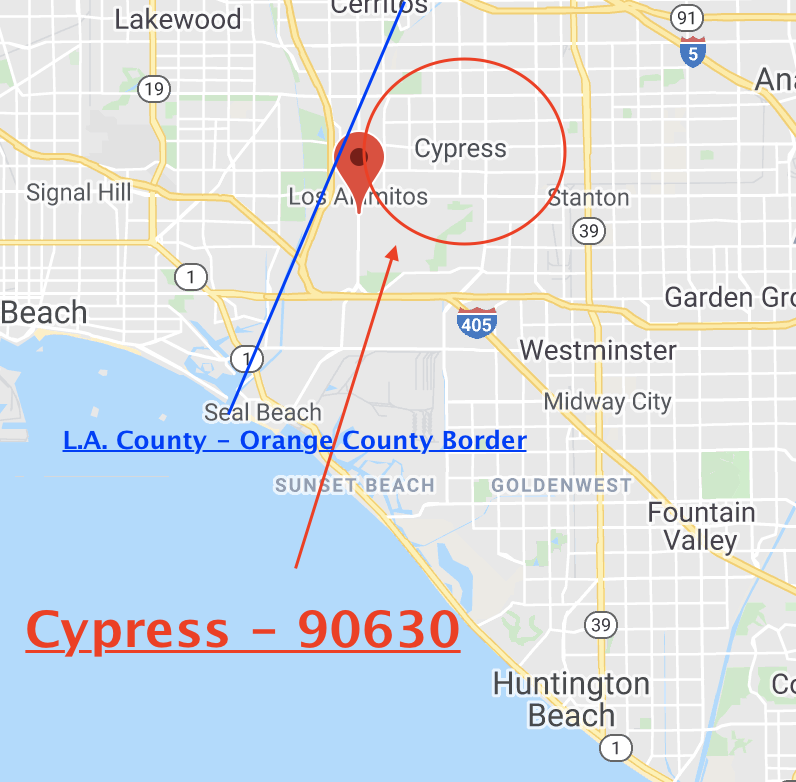 Cerritos
Lakewood
91
5
19
Ana
Cypress
Signal Hill
Los Alamitos
Stanton
39
1
Beach
Garden Gro
405
1
Westminster
Midway City
Seal Beach
L.A. County - Orange County Border
SUNSET BEACH
GOLDENWEST
Fountain
Valley
Cypress - 90630
39
Huntington
Beach
Co
1